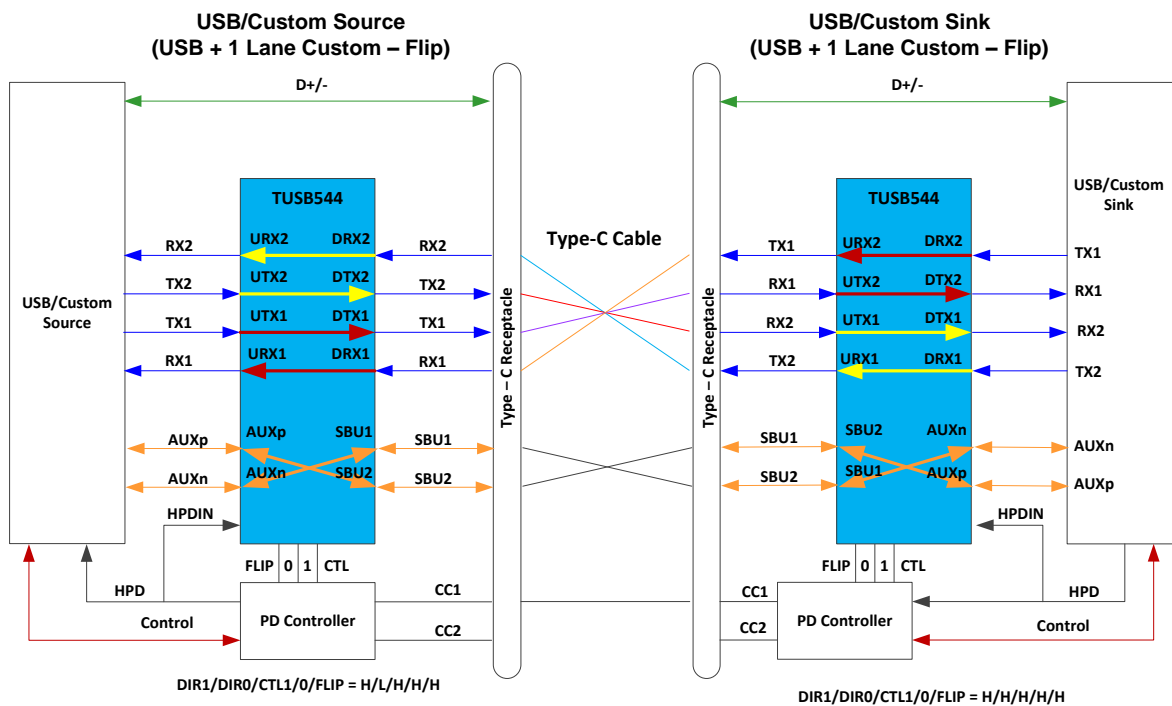 USB/Custom Source
(USB + 1 Lane Custom – Flip)
USB/Custom Sink
(USB + 1 Lane Custom – Flip)
D+/-
D+/-
TUSB544
TUSB544
USB/Custom
Source
USB/Custom
Sink
Type-C Cable
Type – C Receptacle
Type – C Receptacle
RX2 URX2 DRX2 RX2
TX2 UTX2 DTX2 TX2
TX1 UTX1 DTX1 TX1
RX1 URX1 DRX1 RX1
AUXp AUXp SBU1 SBU1
AUXn AUXn SBU2 SBU2
HPDIN
FLIP 0 1 CTL
HPD
Control
PD Controller
CC1
CC2
DIR1/DIR0/CTL1/0/FLIP = H/L/H/H/H
TX1 URX2 DRX2 TX1
RX1 UTX2 DTX2 RX1
RX2 UTX1 DTX1 RX2
TX2 URX1 DRX1 TX2
SBU1 SBU2 AUXn AUXn
SBU2 SBU1 AUXp AUXp
HPDIN
FLIP 0 1 CTL
CC1
CC2
PD Controller
HPD
Control
DIR1/DIR0/CTL1/0/FLIP = H/H/H/H/H